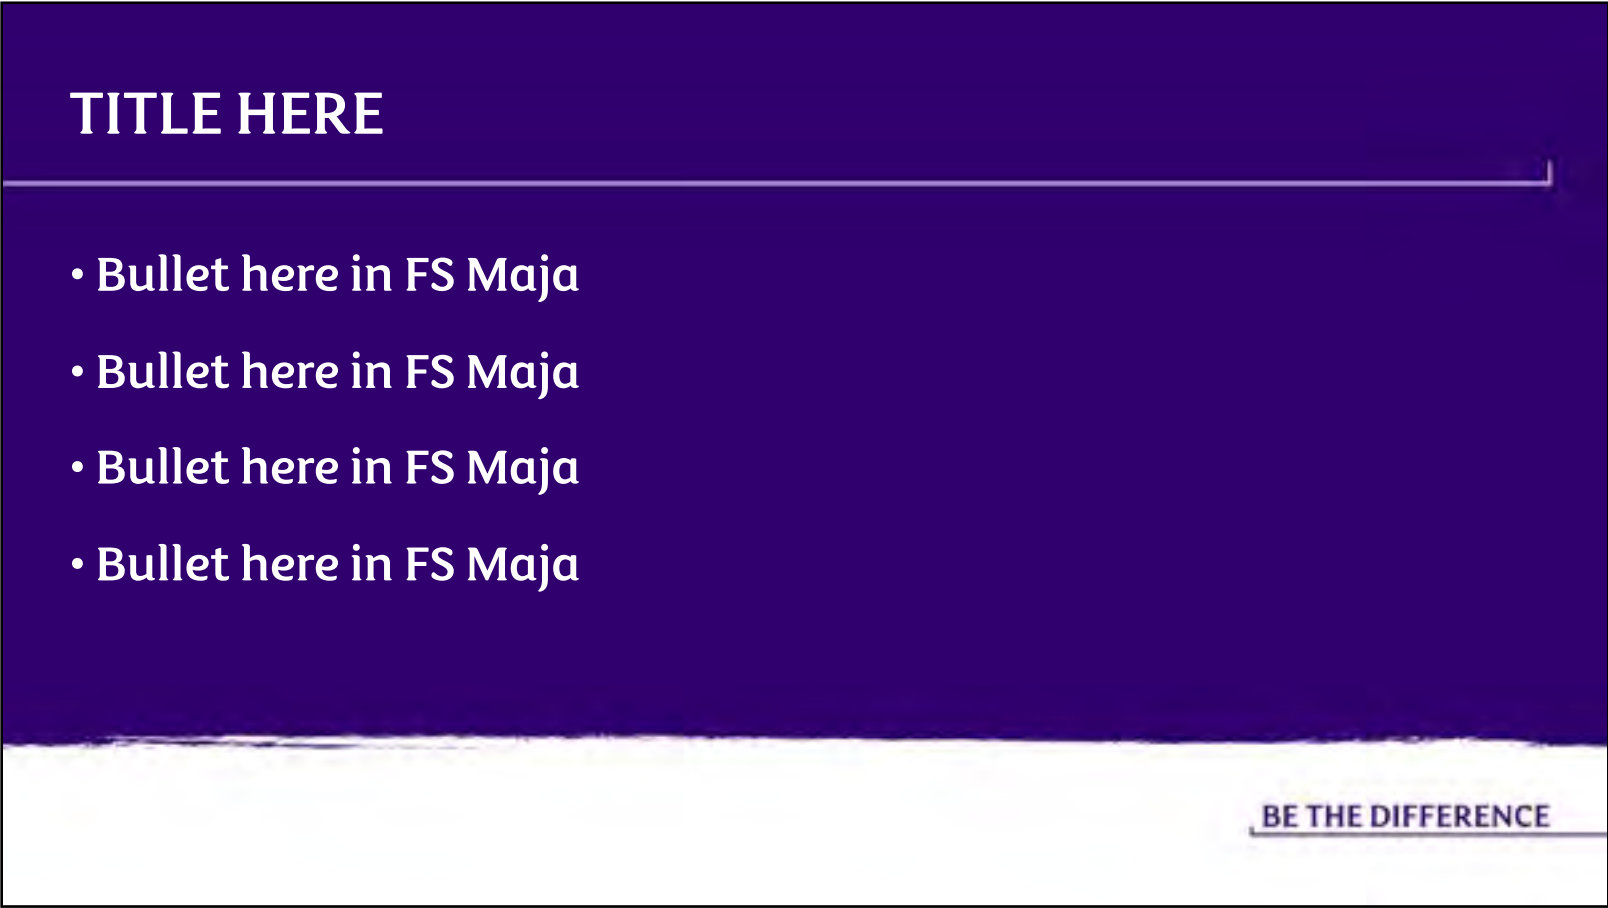 TITLE HERE
• Bullet here in FS Maja
• Bullet here in FS Maja
• Bullet here in FS Maja
• Bullet here in FS Maja
BE THE DIFFERENCE